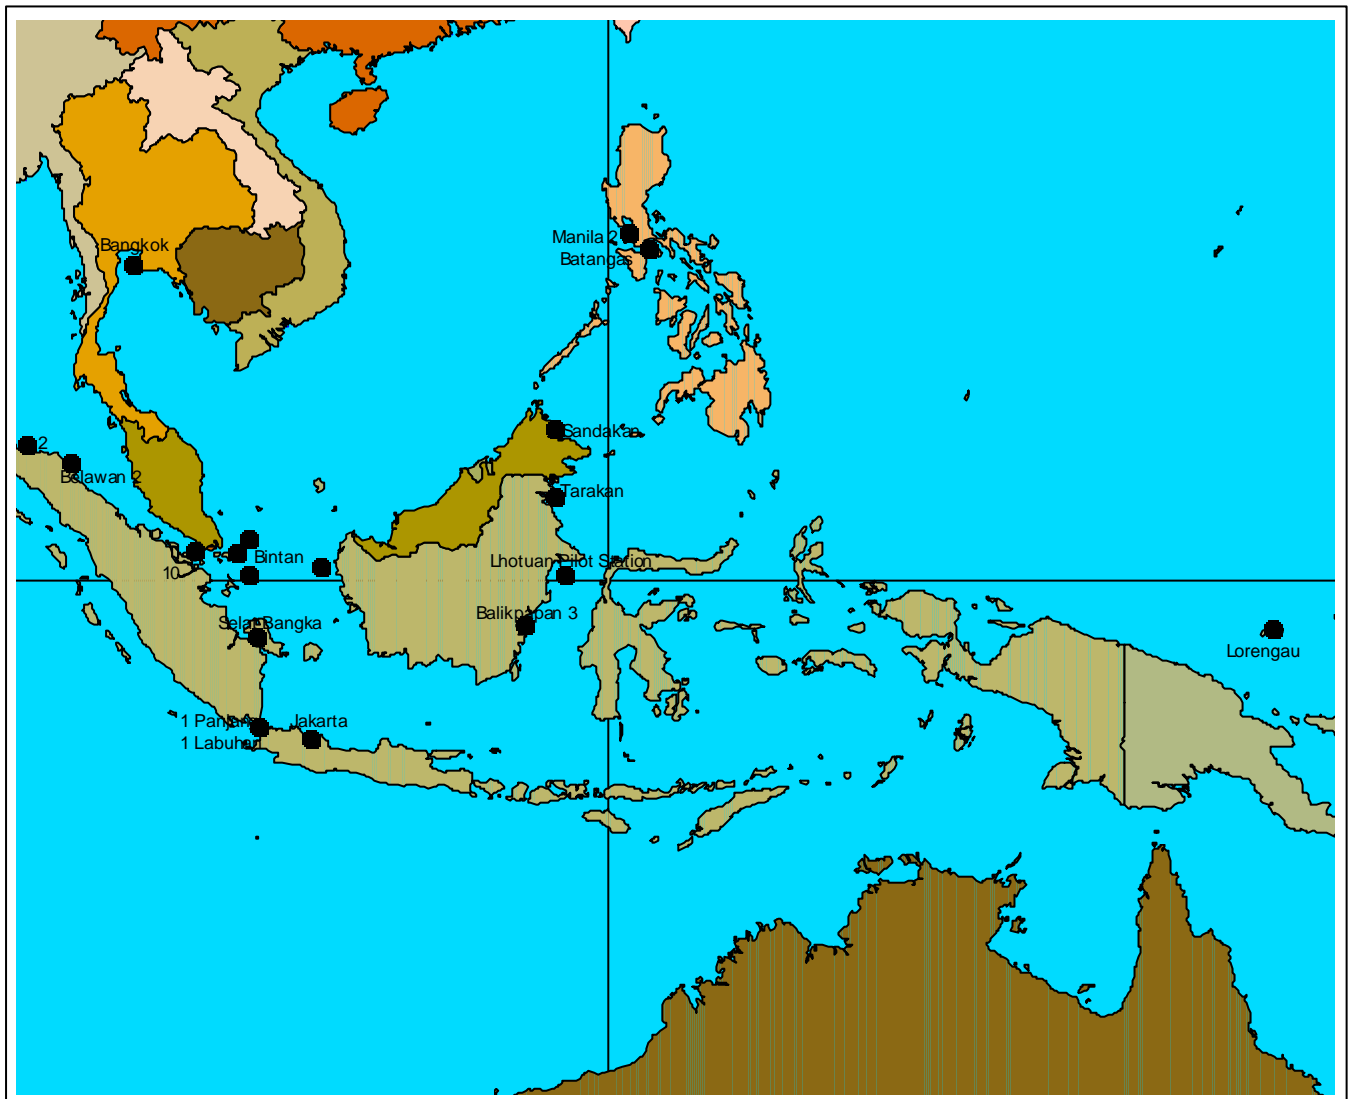 Bangkok
Manila 2
Batangas
Sandakan
2
Belawan 2
Tarakan
Bintan
Lhotuan Pilot Station
10
Balikpapan 3
Selat Bangka
Lorengau
1 Panjang
Jakarta
1 Labuhan